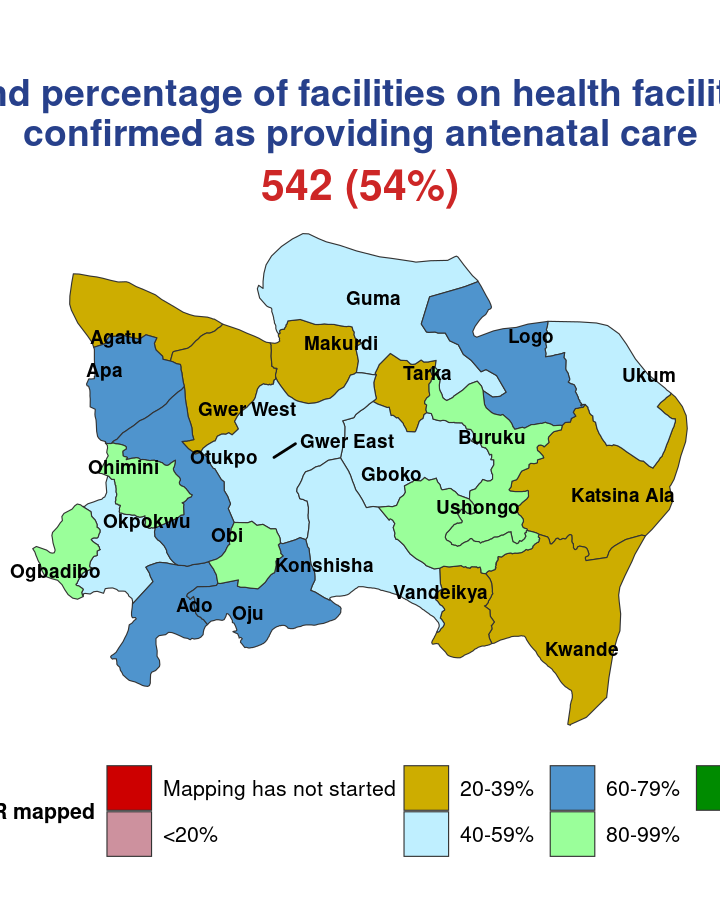 nd percentage of facilities on health facilit
confirmed as providing antenatal care
542 (54%)
Guma
Agatu
Makurdi
Logo
Apa
Tarka
Ukum
Gwer West
Buruku
Gwer East
Otukpo
Ohimini
Gboko
Katsina Ala
Ushongo
Okpokwu
Obi
Ogbadibo
Konshisha
Vandeikya
Ado
Oju
Kwande
R mapped
Mapping has not started
20-39%
60-79%
<20%
40-59%
80-99%